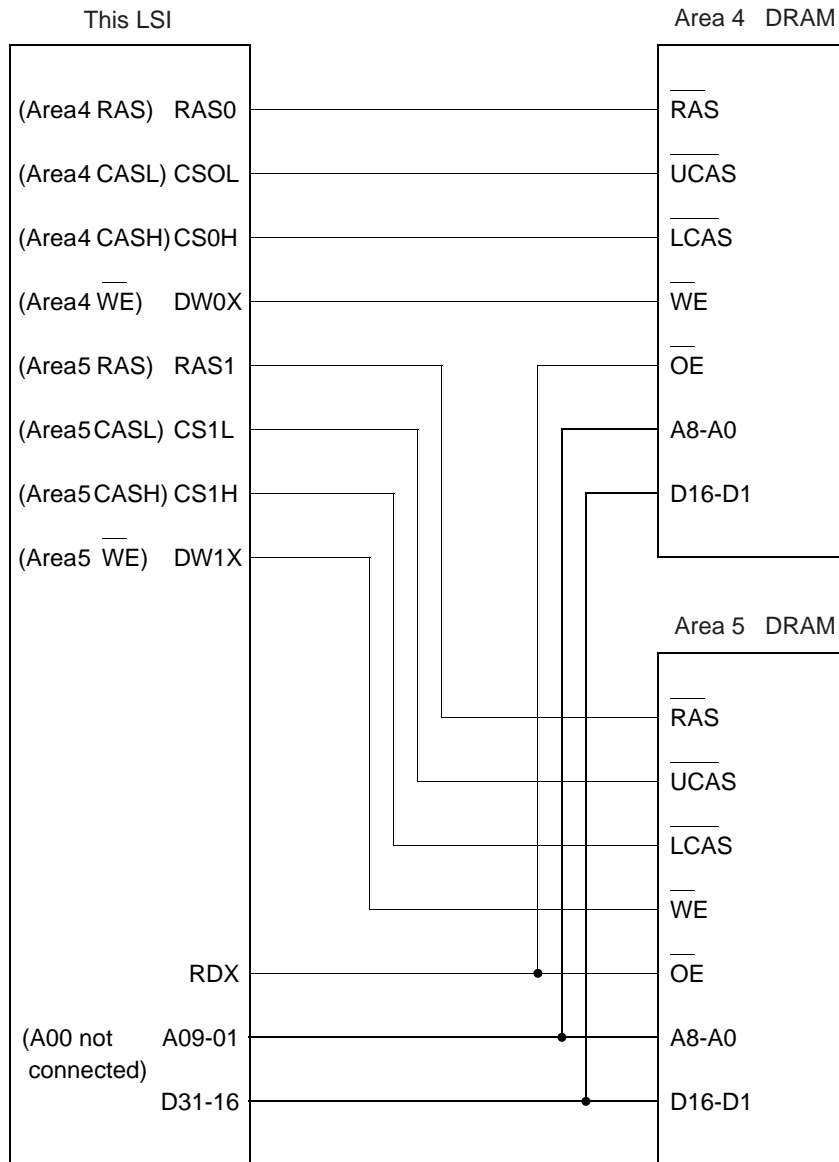 This LSI
Area 4 DRAM
(Area4 RAS) RAS0
RAS
(Area4 CASL) CSOL
UCAS
(Area4 CASH) CS0H
LCAS
(Area4 WE) DW0X
WE
(Area5 RAS) RAS1
OE
(Area5 CASL) CS1L
A8-A0
(Area5 CASH) CS1H
D16-D1
(Area5 WE) DW1X
Area 5 DRAM
RAS
UCAS
LCAS
WE
RDX
OE
(A00 not connected)
A09-01
A8-A0
D31-16
D16-D1